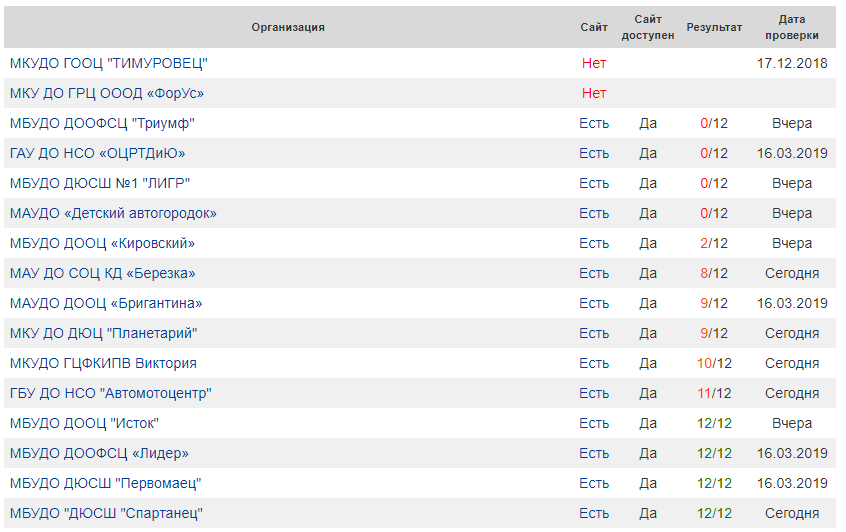 Организация Сайт Сайт доступен Результат Дата проверки
МКУДО ГООЦ "ТИМУРОВЕЦ" Нет 17.12.2018
МКУ ДО ГРЦ ОООД «ФорУс» Нет
МБУДО ДООФСЦ "Триумф" Есть Да 0/12 Вчера
ГАУ ДО НСО «ОЦРТДиЮ» Есть Да 0/12 16.03.2019
МБУДО ДЮСШ №1 "ЛИГР" Есть Да 0/12 Вчера
МАУДО «Детский автогородок» Есть Да 0/12 Вчера
МБУДО ДООЦ «Кировский» Есть Да 2/12 Вчера
МАУ ДО СОЦ КД «Березка» Есть Да 8/12 Сегодня
МАУДО ДООЦ «Бригантина» Есть Да 9/12 16.03.2019
МКУ ДО ДЮЦ "Планетарий" Есть Да 9/12 Сегодня
МКУДО ГЦФКИПВ Виктория Есть Да 10/12 Сегодня
ГБУ ДО НСО "Автомотоцентр" Есть Да 11/12 Сегодня
МБУДО ДООЦ "Исток" Есть Да 12/12 Вчера
МБУДО ДООФСЦ «Лидер» Есть Да 12/12 16.03.2019
МБУДО ДЮСШ "Первомаец" Есть Да 12/12 16.03.2019
МБУДО "ДЮСШ "Спартанец" Есть Да 12/12 Сегодня